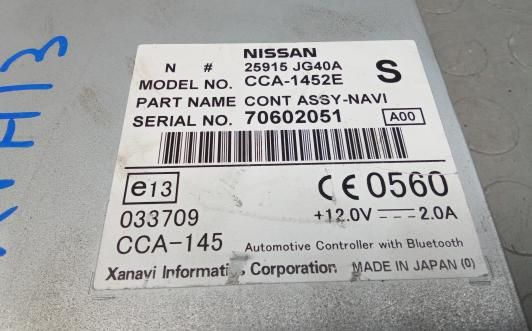 NISSAN
N # 25915 JG40A
MODEL NO. CCA-1452E S
PART NAME CONT ASSY-NAVI
SERIAL NO. 70602051 A00
e13 CE 0560
033709 +12.0V 2.0A
CCA-145 Automotive Controller with Bluetooth
Xanavi Informatics Corporation MADE IN JAPAN (0)